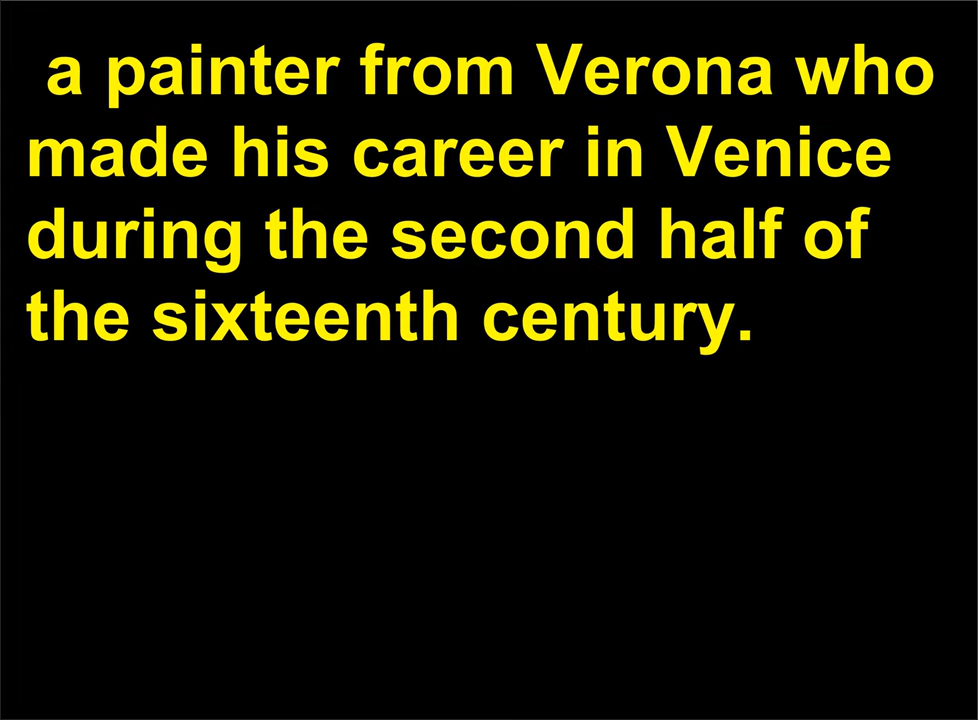 a painter from Verona who
made his career in Venice
during the second half of
the sixteenth century.